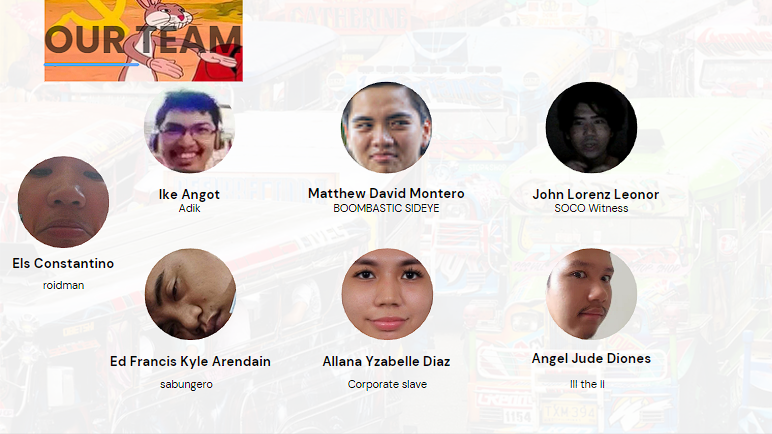 OUR TEAM
Ike Angot
Adik
Matthew David Montero
BOOMBASTIC SIDEYE
John Lorenz Leonor
SOCO Witness
Els Constantino
roidman
Ed Francis Kyle Arendain
sabungero
Allana Yzabelle Diaz
Corporate slave
Angel Jude Diones
III the II
1154